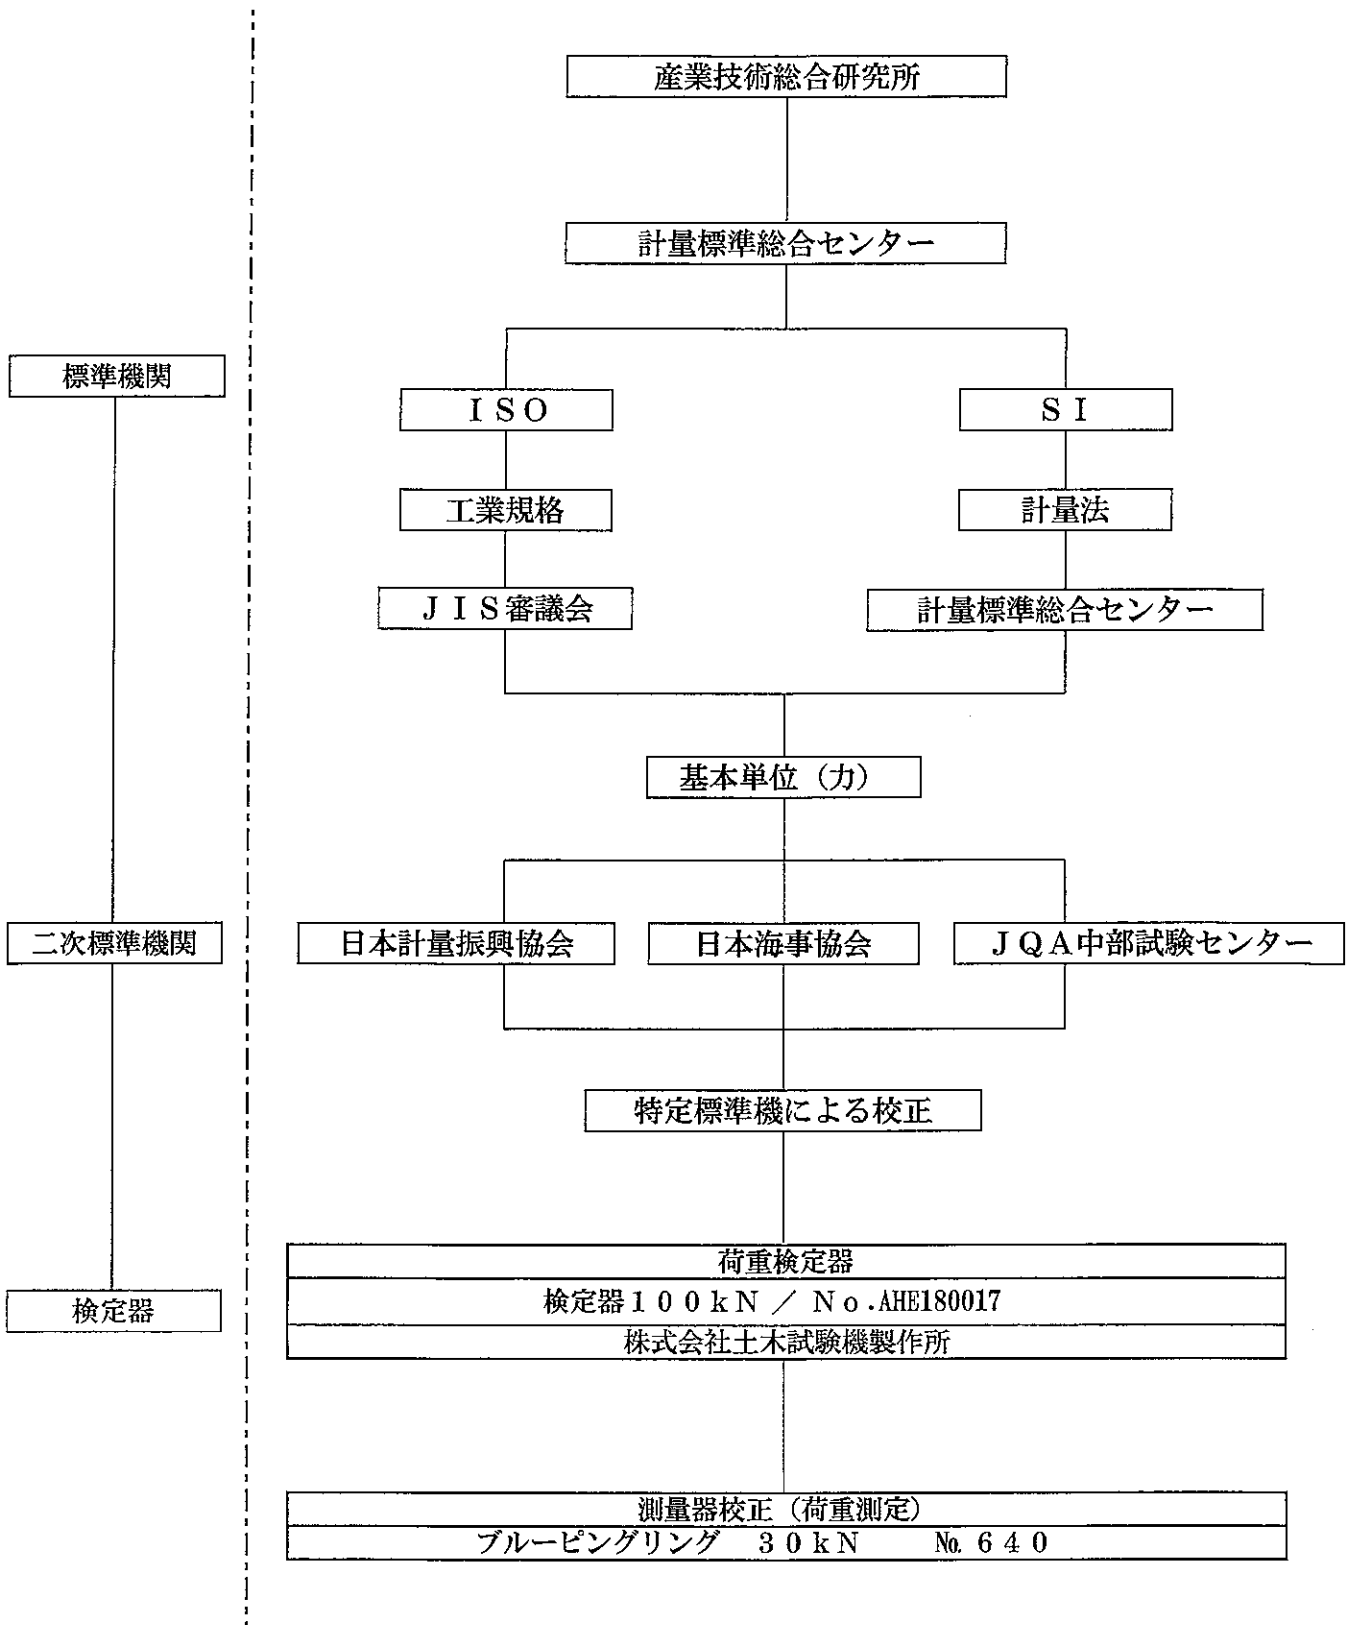 産業技術総合研究所
計量標準総合センター
標準機関
ＩＳＯ
ＳＩ
工業規格
計量法
ＪＩＳ審議会
計量標準総合センター
基本単位（力）
二次標準機関
日本計量振興協会
日本海事協会
ＪＱＡ中部試験センター
特定標準機による校正
荷重検定器
検定器
検定器１００ｋＮ ／ Ｎｏ.AHE180017
株式会社土木試験機製作所
測量器校正（荷重測定）
ブルーピングリング　３０ｋＮ　　№ ６４０